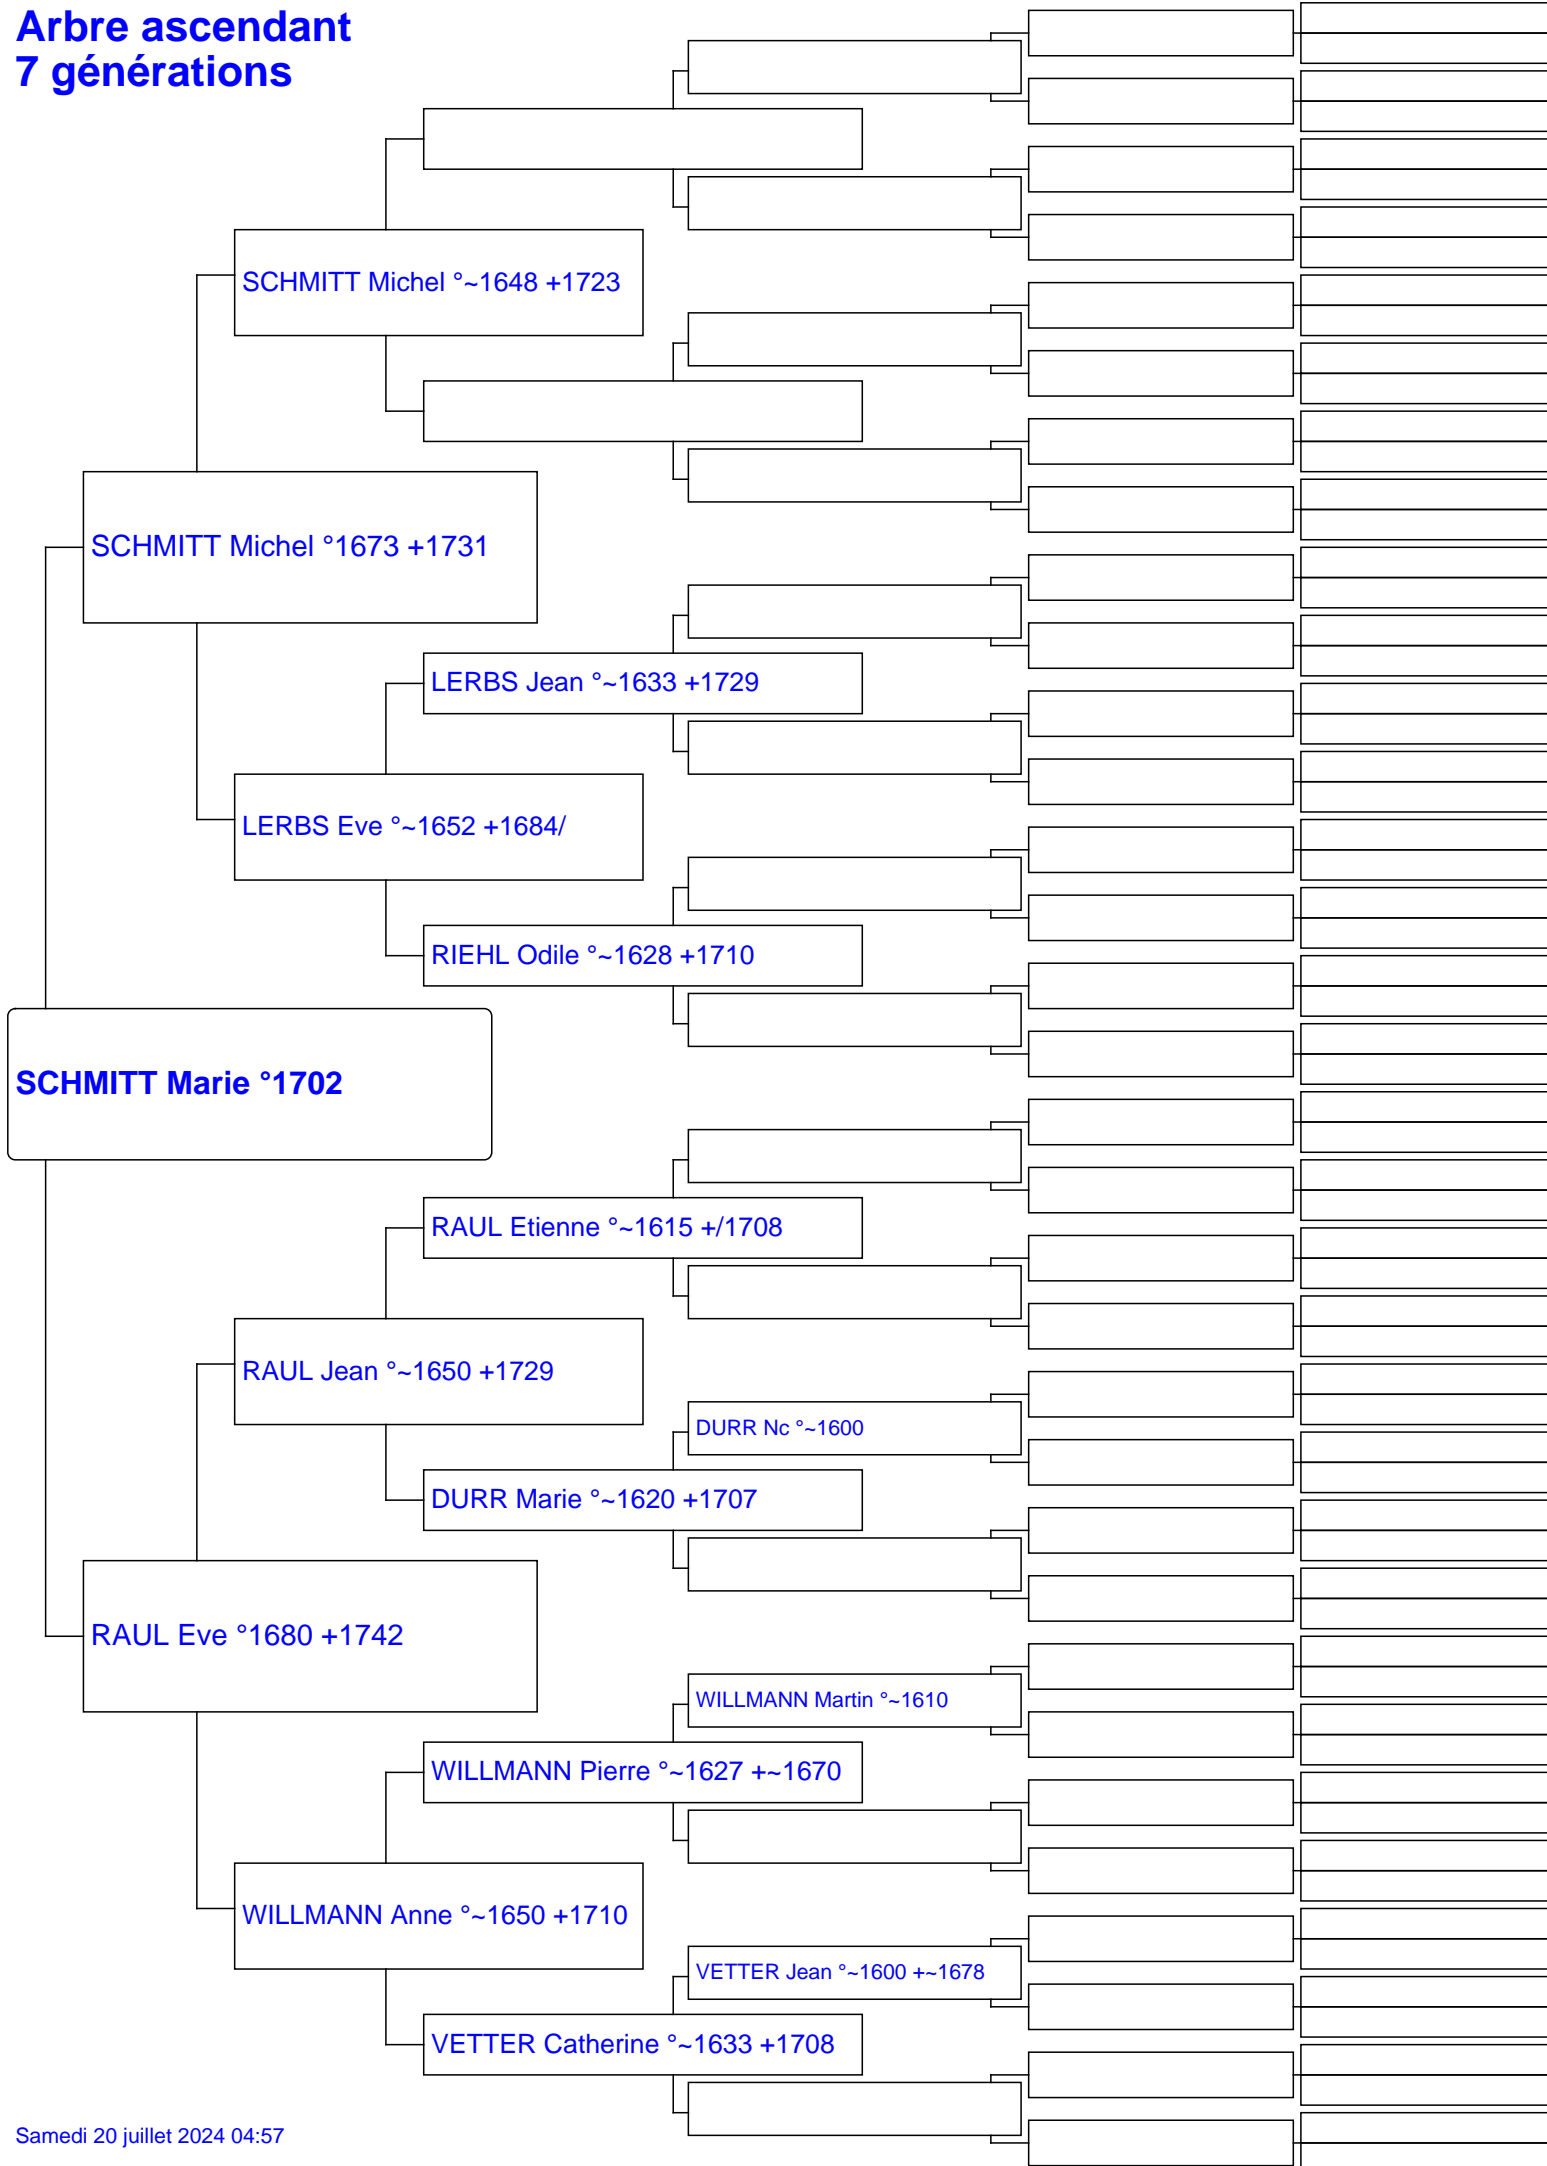 Arbre ascendant
7 générations
SCHMITT Michel °~1648 +1723
SCHMITT Michel °1673 +1731
LERBS Jean °~1633 +1729
LERBS Eve °~1652 +1684/
RIEHL Odile °~1628 +1710
SCHMITT Marie °1702
RAUL Etienne °~1615 +/1708
RAUL Jean °~1650 +1729
DURR Nc °~1600
DURR Marie °~1620 +1707
RAUL Eve °1680 +1742
WILLMANN Martin °~1610
WILLMANN Pierre °~1627 +~1670
WILLMANN Anne °~1650 +1710
VETTER Jean °~1600 +~1678
VETTER Catherine °~1633 +1708
Samedi 20 juillet 2024 04:57